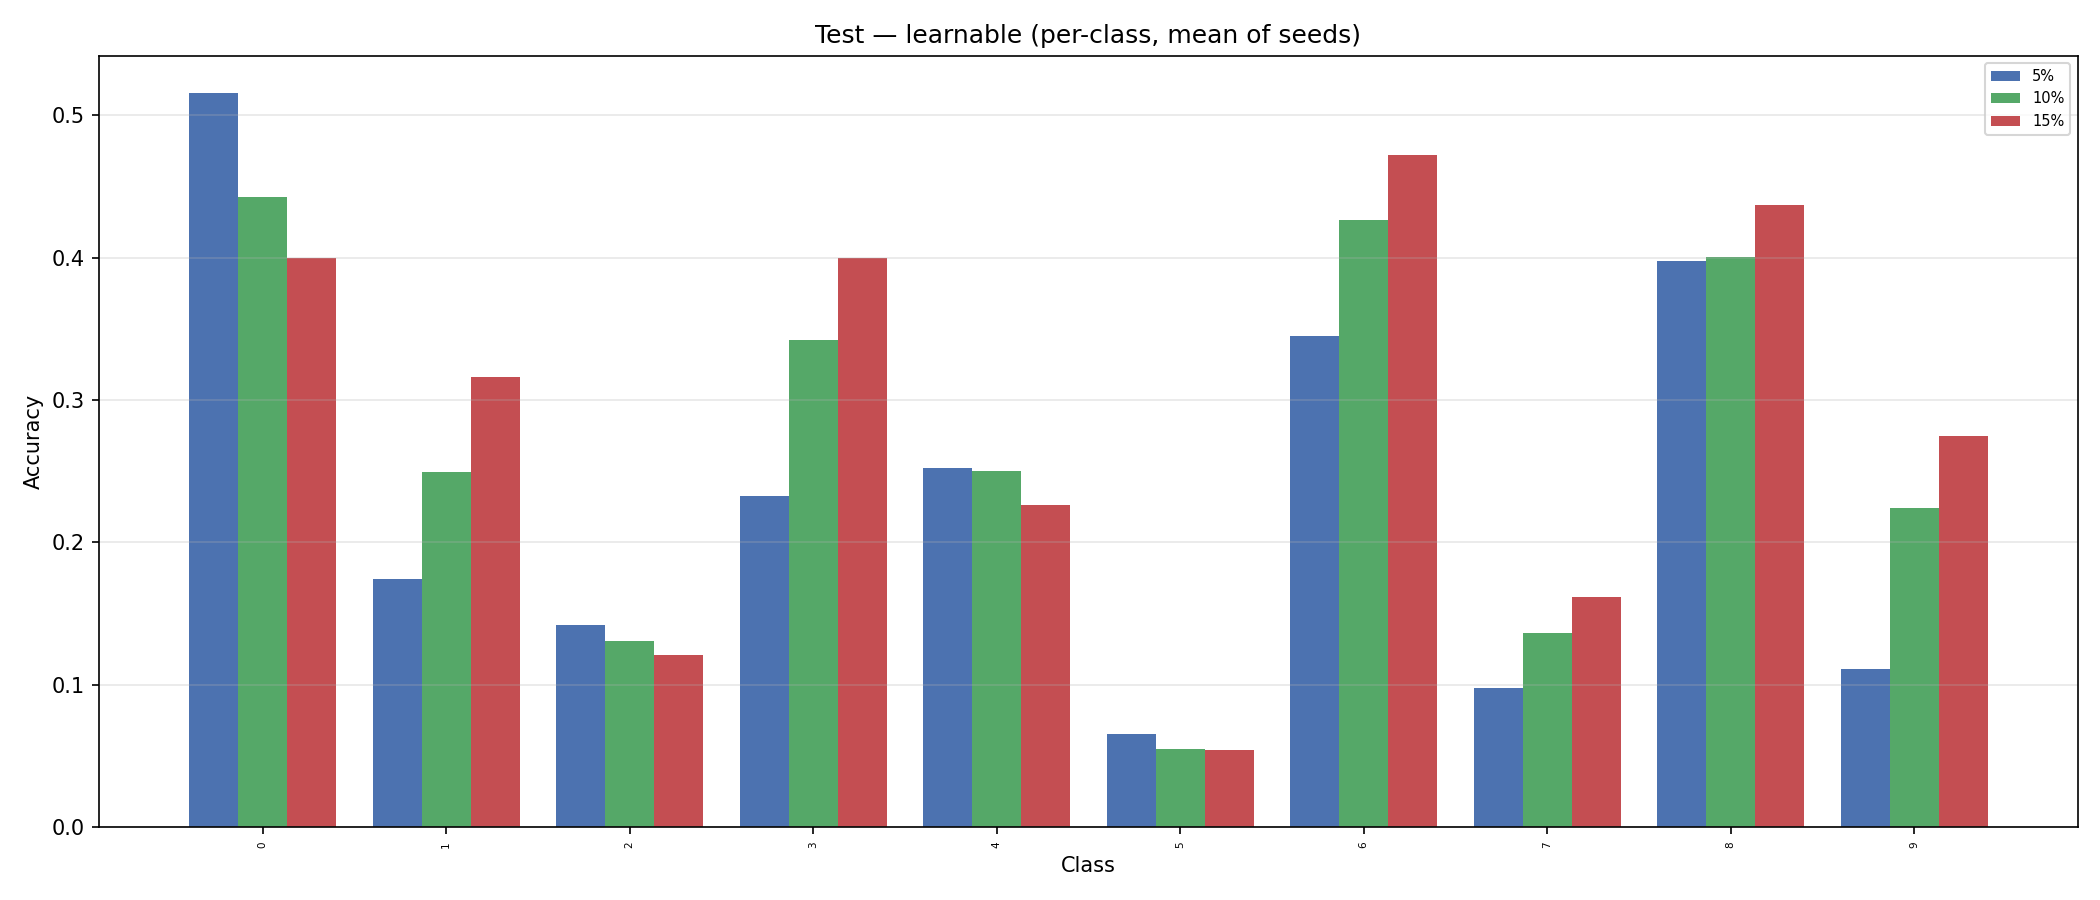 Test — learnable (per-class, mean of seeds)
5%
10%
15%
Accuracy
0.5
0.4
0.3
0.2
0.1
0.0
0 1 2 3 4 5 6 7 8 9
Class